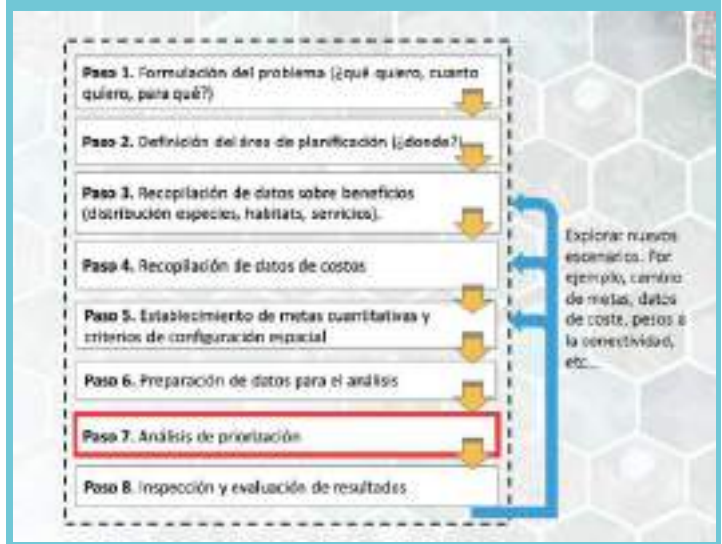 Paso 1. Formulación del problema (¿qué quiero, cuanto
quiero, para qué?)
Paso 2. Definición del área de planificación (¿donde?)
Paso 3. Recopilación de datos sobre beneficios
(distribución especies, habitats, servicios).
Paso 4. Recopilación de datos de costos
Paso 5. Establecimiento de metas cuantitativas y
criterios de configuración espacial
Paso 6. Preparación de datos para el análisis
Paso 7. Análisis de priorización
Paso 8. Inspección y evaluación de resultados
Explorar nuevos
escenarios. Por
ejemplo, cambio
de metas, datos
de coste, pesos a
la conectividad,
etc...